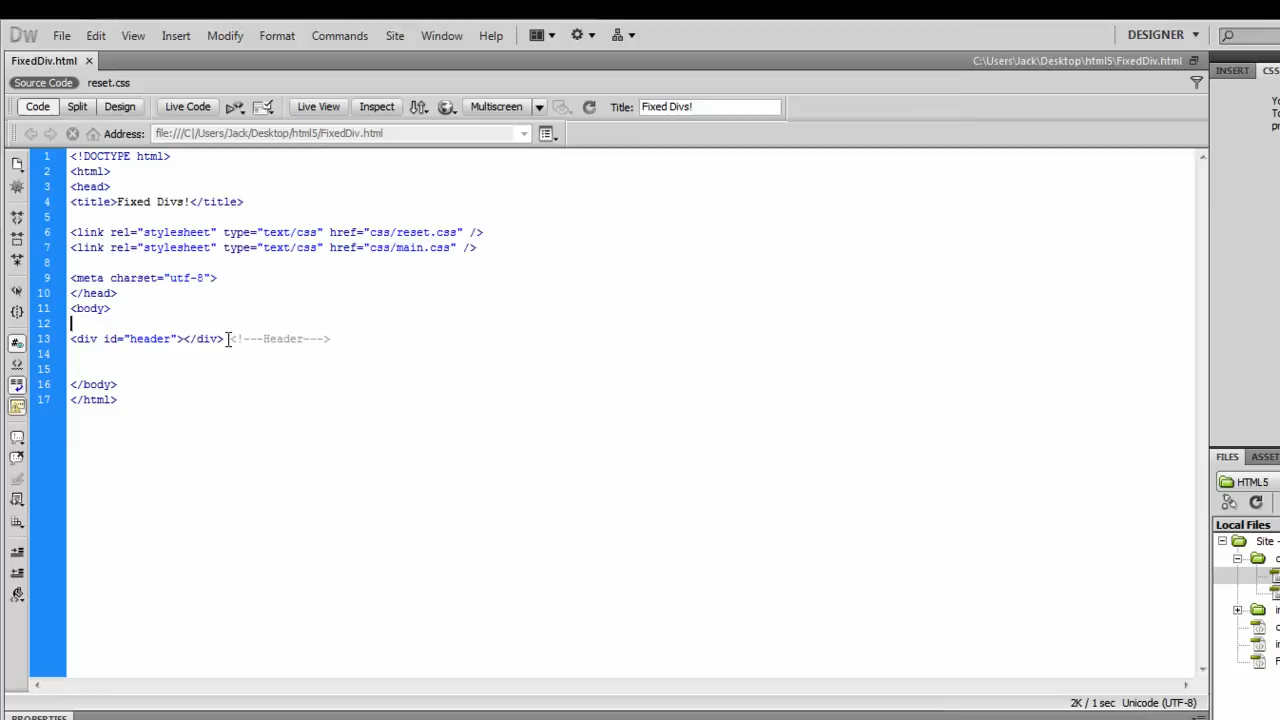 Dw File Edit View Insert Modify Format Commands Site Window Help DESIGNER
FixedDiv.html C:\Users\Jack\Desktop\html5\FixedDiv.html
INSERT CSS
Source Code reset.css
Code Split Design Live Code Live View Inspect Multiscreen Title: Fixed Divs!
Address: file:///C|/Users/Jack/Desktop/html5/FixedDiv.html
1 <!DOCTYPE html>
2 <html>
3 <head>
4 <title>Fixed Divs!</title>
5
6 <link rel="stylesheet" type="text/css" href="css/reset.css" />
7 <link rel="stylesheet" type="text/css" href="css/main.css" />
8
9 <meta charset="utf-8">
10 </head>
11 <body>
12
13 <div id="header"></div> <!---Header--->
14
15
16 </body>
17 </html>
FILES ASSET
HTML5
Local Files
Site -
2K / 1 sec Unicode (UTF-8)
PROPERTIES